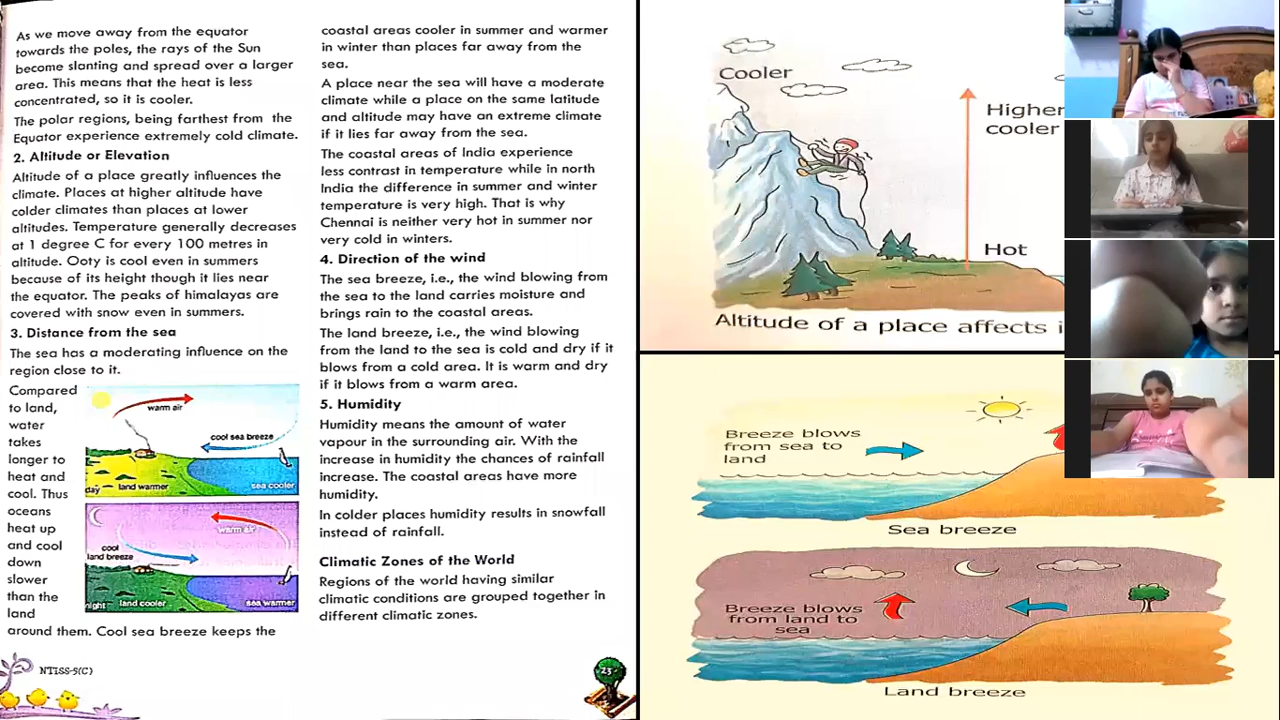 As we move away from the equator
towards the poles, the rays of the Sun
become slanting and spread over a larger
area. This means that the heat is less
concentrated, so it is cooler.
The polar regions, being farthest from the
Equator experience extremely cold climate.
2. Altitude or Elevation
Altitude of a place greatly influences the
climate. Places at higher altitude have
colder climates than places at lower
altitudes. Temperature generally decreases
at 1 degree C for every 100 metres in
altitude. Ooty is cool even in summers
because of its height though it lies near
the equator. The peaks of himalayas are
covered with snow even in summers.
3. Distance from the sea
The sea has a moderating influence on the
region close to it.
Compared
to land,
water
takes
longer to
heat and
cool. Thus
oceans
heat up
and cool
down
slower
than the
land
around them. Cool sea breeze keeps the
warm air
cool sea breeze
day
land warmer
sea cooler
warm air
cool
land breeze
night
land cooler
sea warmer
NTISS-5(C)
coastal areas cooler in summer and warmer
in winter than places far away from the
sea.
A place near the sea will have a moderate
climate while a place on the same latitude
and altitude may have an extreme climate
if it lies far away from the sea.
The coastal areas of India experience
less contrast in temperature while in north
India the difference in summer and winter
temperature is very high. That is why
Chennai is neither very hot in summer nor
very cold in winters.
4. Direction of the wind
The sea breeze, i.e., the wind blowing from
the sea to the land carries moisture and
brings rain to the coastal areas.
The land breeze, i.e., the wind blowing
from the land to the sea is cold and dry if it
blows from a cold area. It is warm and dry
if it blows from a warm area.
5. Humidity
Humidity means the amount of water
vapour in the surrounding air. With the
increase in humidity the chances of rainfall
increase. The coastal areas have more
humidity.
In colder places humidity results in snowfall
instead of rainfall.
Climatic Zones of the World
Regions of the world having similar
climatic conditions are grouped together in
different climatic zones.
23
Cooler
Higher
cooler
Hot
Altitude of a place affects i
Breeze blows
from sea to
land
Sea breeze
Breeze blows
from land to
sea
Land breeze